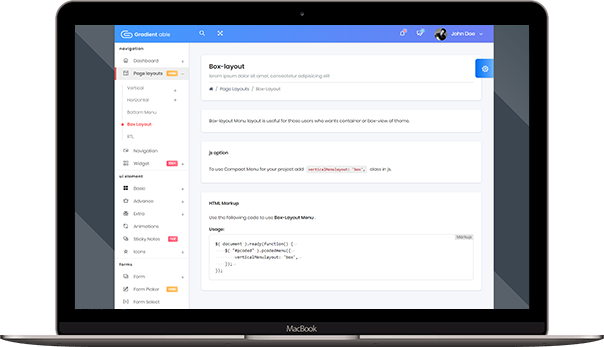 Gradient able
John Doe
navigation
Dashboard
Page layouts
Vertical
Horizontal
Bottom Menu
Box Layout
RTL
Navigation
Widget
ui element
Basic
Advance
Extra
Animations
Sticky Notes
Icons
forms
Form
Form Picker
Form Select
Box-layout
lorem ipsum dolor sit amet, consectetur adipisicing elit
/ Page Layouts / Box-Layout
Box-layout Menu layout is useful for those users who wants container or box view of theme.
js option
To use Compact Menu for your project add verticalMenulayout: 'box', class in js.
HTML Markup
Use the following code to use Box-Layout Menu .
Usage:
Markup
$( document ).ready(function() {
$( "#pcoded" ).pcodedmenu({
verticalMenulayout: 'box',
});
});
MacBook